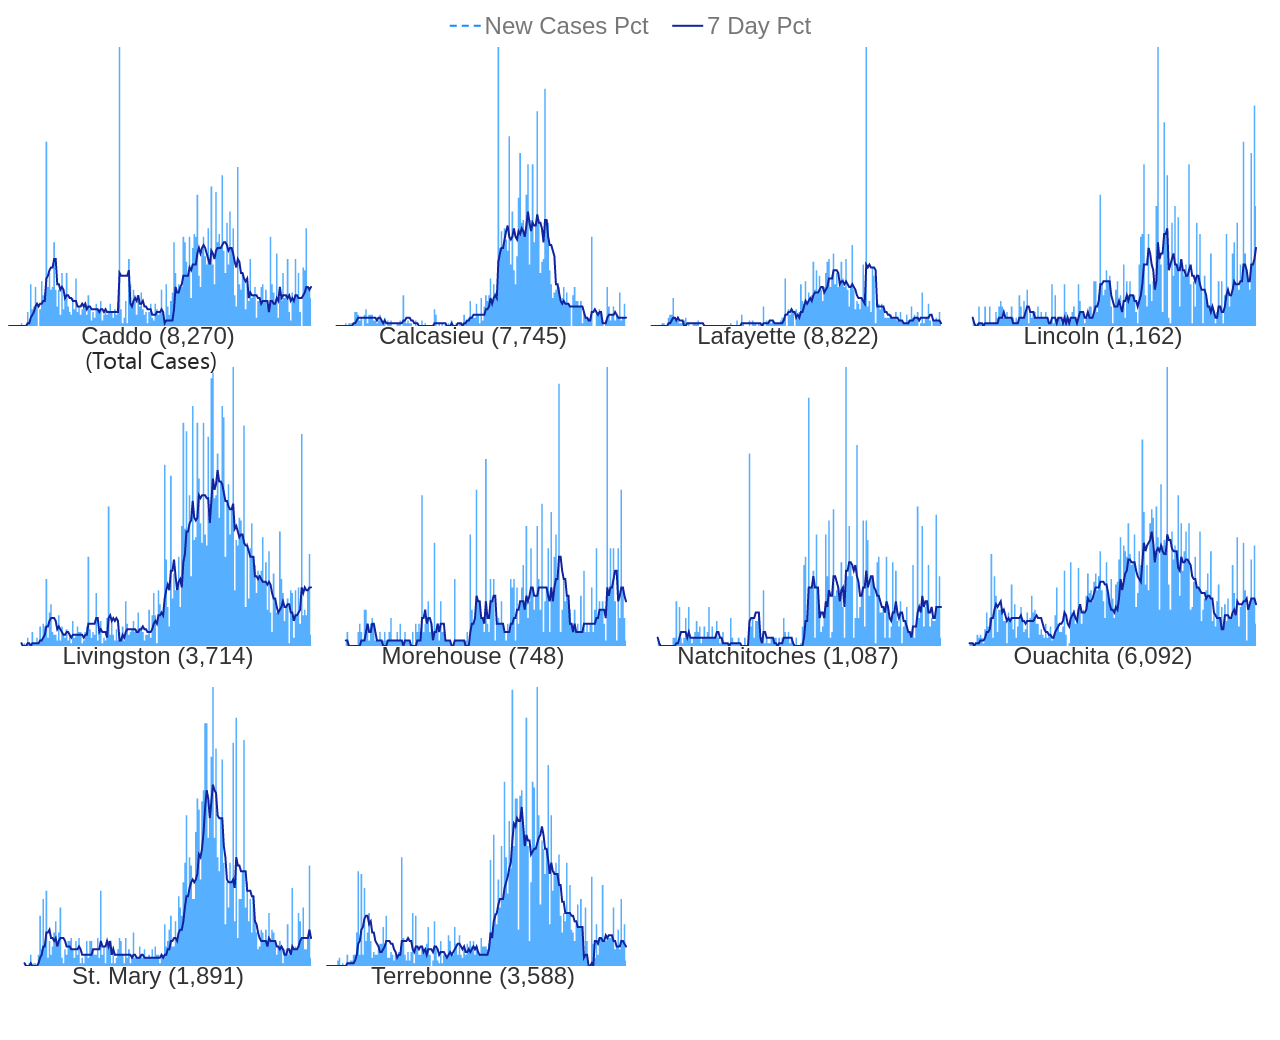 New Cases Pct 7 Day Pct
Caddo (8,270) Calcasieu (7,745) Lafayette (8,822) Lincoln (1,162)
(Total Cases)
Livingston (3,714) Morehouse (748) Natchitoches (1,087) Ouachita (6,092)
St. Mary (1,891) Terrebonne (3,588)